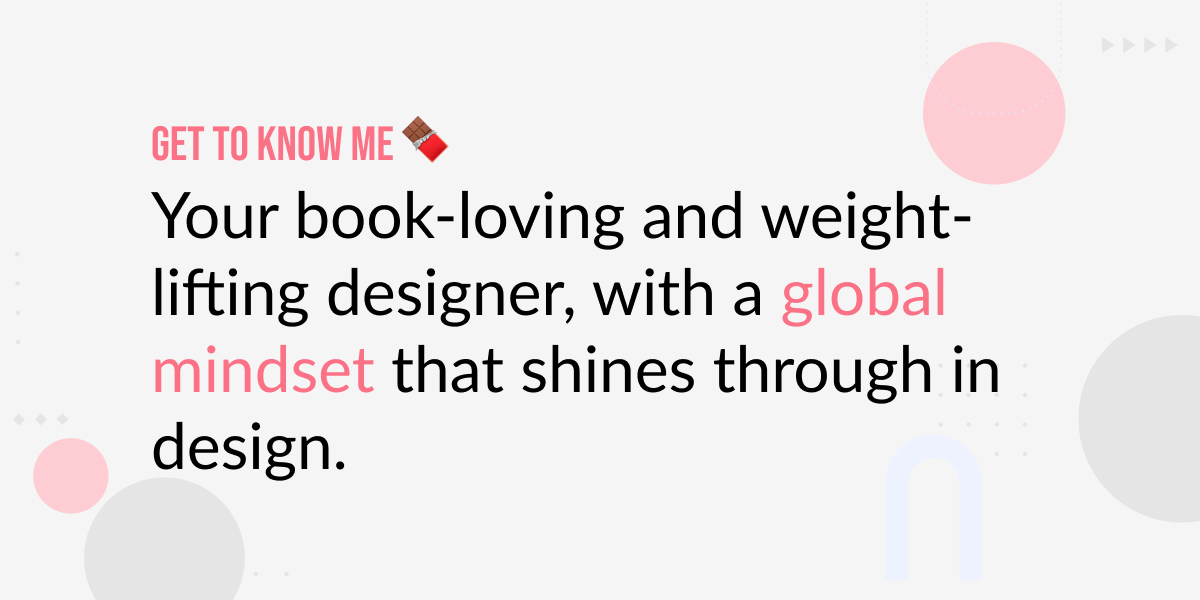 GET TO KNOW ME 🍫
Your book-loving and weight-
lifting designer, with a global
mindset that shines through in
design.